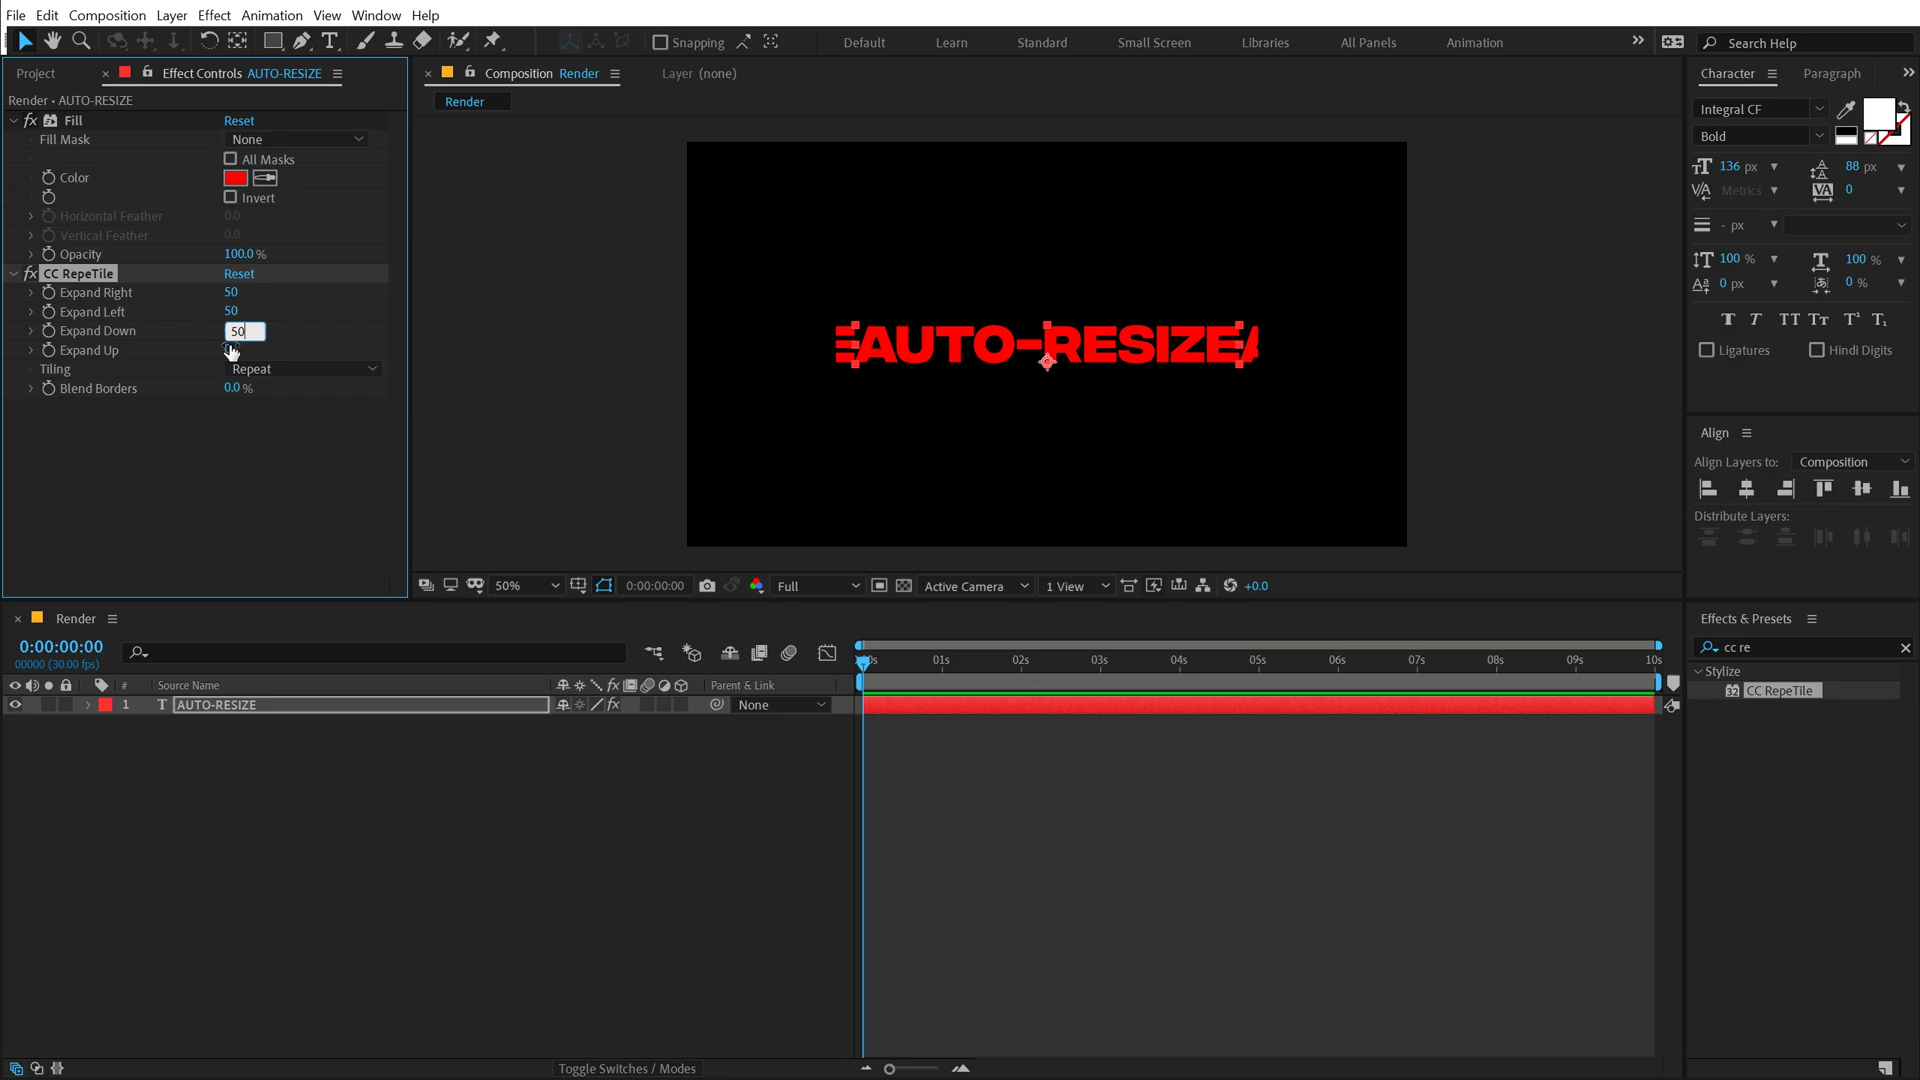 File Edit Composition Layer Effect Animation View Window Help
Snapping Default Learn Standard Small Screen Libraries All Panels Animation Search Help
Project Effect Controls AUTO-RESIZE
Render • AUTO-RESIZE
Fill Reset
Fill Mask None
All Masks
Color
Invert
Horizontal Feather 0.0
Vertical Feather 0.0
Opacity 100.0 %
CC RepeTile Reset
Expand Right 50
Expand Left 50
Expand Down 50
Expand Up
Tiling Repeat
Blend Borders 0.0 %
Composition Render Layer (none)
Render
AUTO-RESIZE
50% 0:00:00:00 Full Active Camera 1 View +0.0
Character Paragraph
Integral CF
Bold
136 px 88 px
Metrics 0
- px
100 % 100 %
0 px 0 %
Ligatures Hindi Digits
Align
Align Layers to: Composition
Distribute Layers:
Effects & Presets
cc re
Stylize
32 CC RepeTile
Render
0:00:00:00
00000 (30.00 fps)
# Source Name Parent & Link
1 T AUTO-RESIZE None
01s 02s 03s 04s 05s 06s 07s 08s 09s 10s
Toggle Switches / Modes